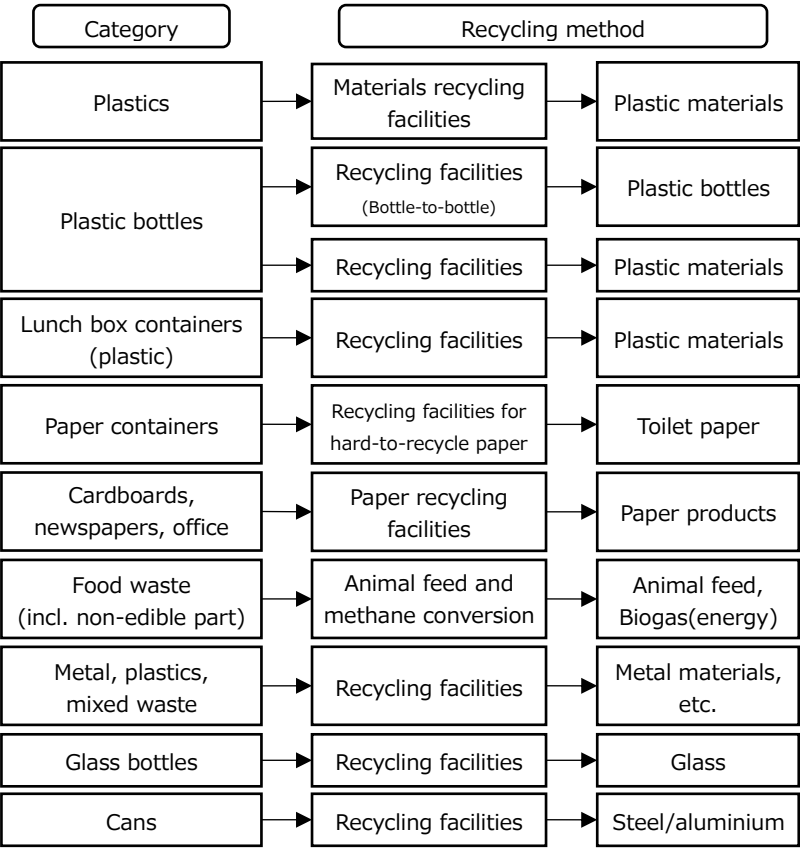 Category
Recycling method
Plastics
Materials recycling
facilities
Plastic materials
Plastic bottles
Recycling facilities
(Bottle-to-bottle)
Plastic bottles
Recycling facilities
Plastic materials
Lunch box containers
(plastic)
Recycling facilities
Plastic materials
Paper containers
Recycling facilities for
hard-to-recycle paper
Toilet paper
Cardboards,
newspapers, office
Paper recycling
facilities
Paper products
Food waste
(incl. non-edible part)
Animal feed and
methane conversion
Animal feed,
Biogas(energy)
Metal, plastics,
mixed waste
Recycling facilities
Metal materials,
etc.
Glass bottles
Recycling facilities
Glass
Cans
Recycling facilities
Steel/aluminium